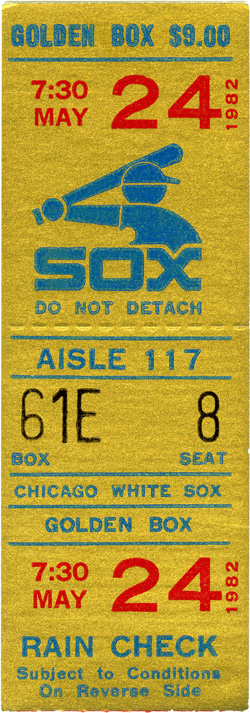 GOLDEN BOX $9.00
7:30 MAY 24 1982
SOX
DO NOT DETACH
AISLE 117
61E 8
BOX SEAT
CHICAGO WHITE SOX
GOLDEN BOX
7:30 MAY 24 1982
RAIN CHECK
Subject to Conditions
On Reverse Side